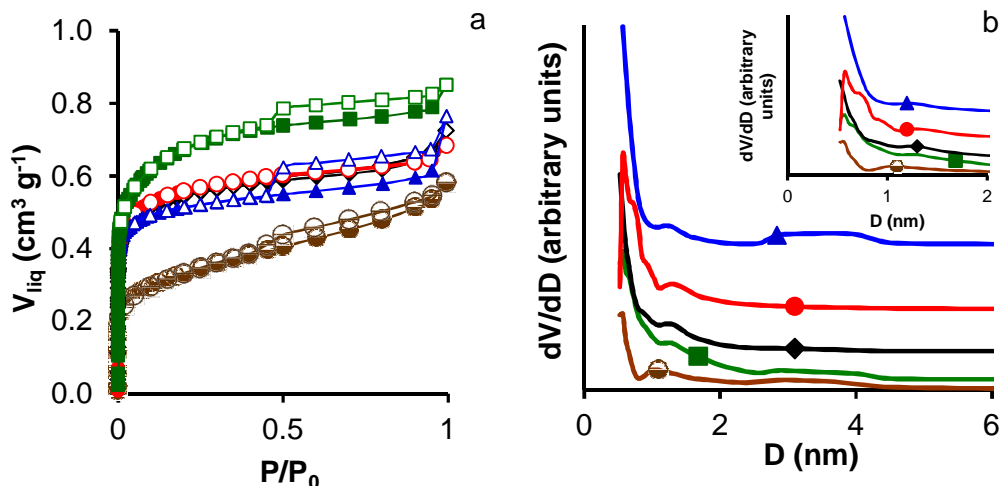 a
1.0
0.8
0.6
0.4
0.2
0.0
V_liq (cm³ g⁻¹)
0
0.5
1
P/P₀
b
dV/dD (arbitrary units)
0
2
4
6
D (nm)
dV/dD (arbitrary
units)
0
1
2
D (nm)